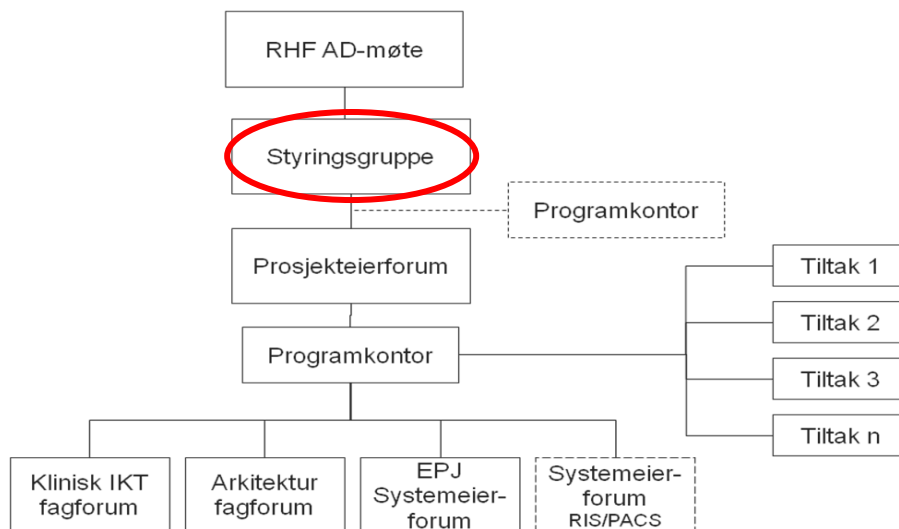 RHF AD-møte
Styringsgruppe
Programkontor
Prosjekteierforum
Tiltak 1
Tiltak 2
Programkontor
Tiltak 3
Tiltak n
Klinisk IKT
fagforum
Arkitektur
fagforum
EPJ
Systemeier-
forum
Systemeier-
forum
RIS/PACS